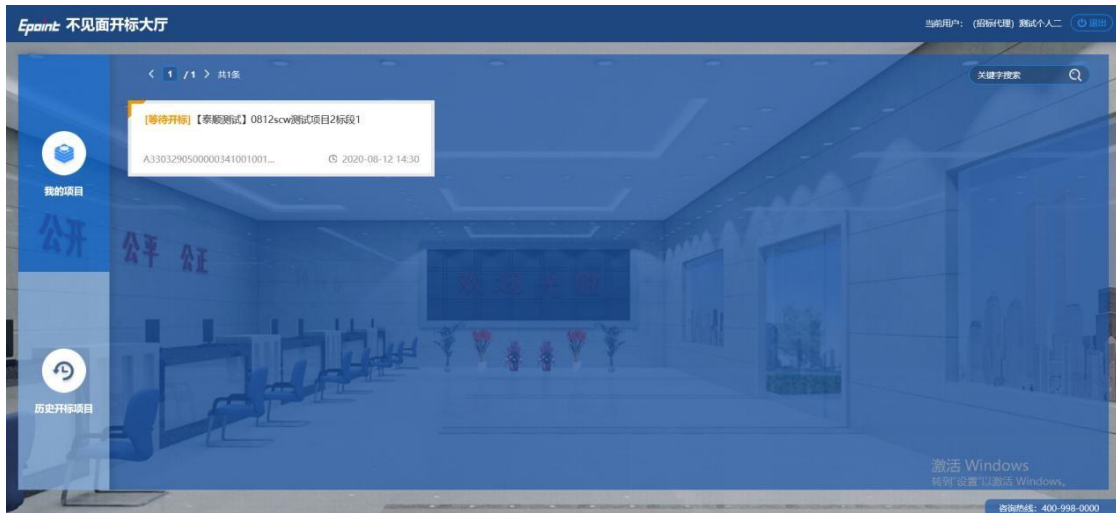 Epoint 不见面开标大厅
当前用户： (招标代理) 测试个人二 退出
< 1 / 1 > 共1条
关键字搜索
[等待开标]【泰顺测试】0812scw测试项目2标段1
A3303290500000341001001... 2020-08-12 14:30
我的项目
公开 公平 公正
欢迎光临
历史开标项目
激活 Windows
转到"设置"以激活 Windows。
咨询热线：400-998-0000